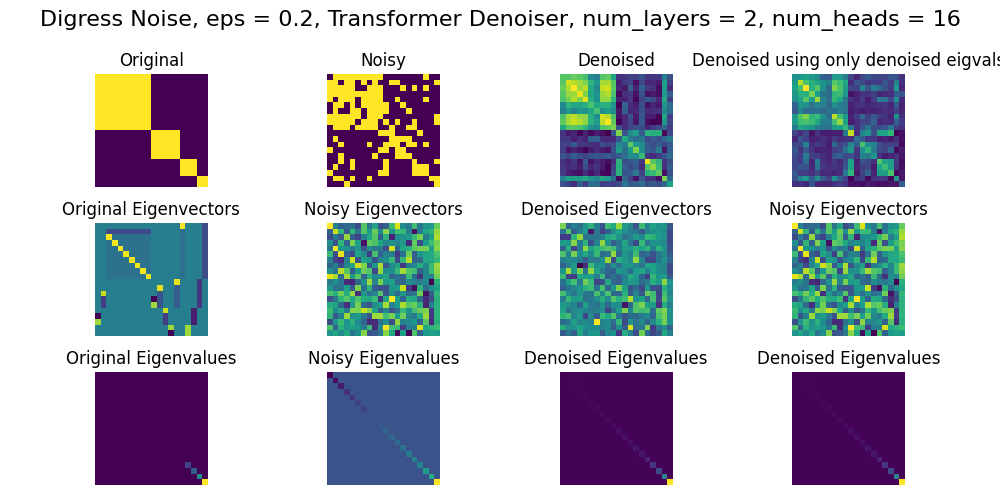 Digress Noise, eps = 0.2, Transformer Denoiser, num_layers = 2, num_heads = 16
Original
Noisy
Denoised
Denoised using only denoised eigvals
Original Eigenvectors
Noisy Eigenvectors
Denoised Eigenvectors
Noisy Eigenvectors
Original Eigenvalues
Noisy Eigenvalues
Denoised Eigenvalues
Denoised Eigenvalues